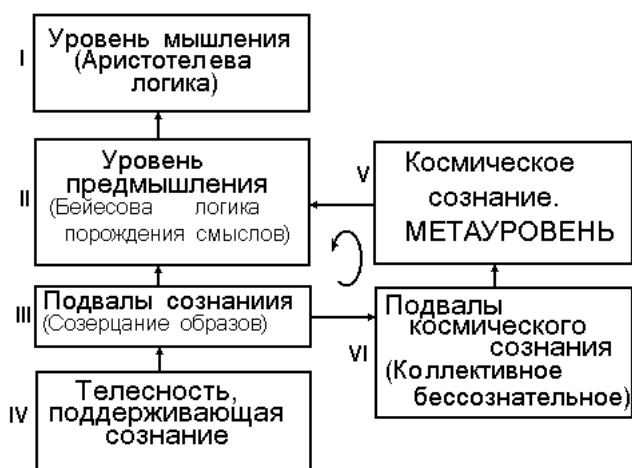 I
Уровень мышления
(Аристотелева
логика)
II
Уровень
предмышления
(Бейесова логика
порождения смыслов)
V
Космическое
сознание.
МЕТАУРОВЕНЬ
III
Подвалы сознаниия
(Созерцание образов)
VI
Подвалы
космического
сознания
(Коллективное
бессознательное)
IV
Телесность,
поддерживающая
сознание